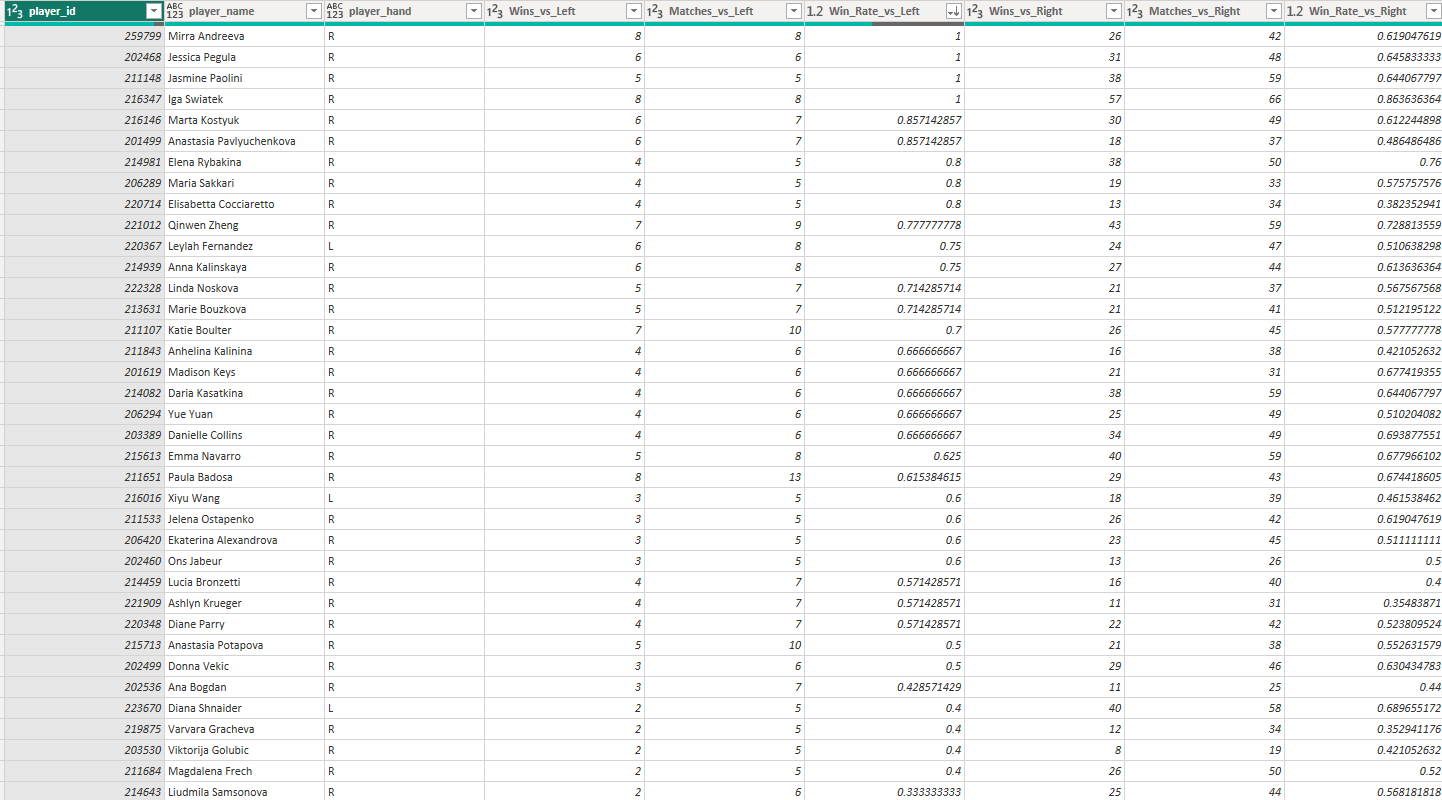 1²3 player_id ABC 123 player_name ABC 123 player_hand 1²3 Wins_vs_Left 1²3 Matches_vs_Left 1.2 Win_Rate_vs_Left 1²3 Wins_vs_Right 1²3 Matches_vs_Right 1.2 Win_Rate_vs_Right
259799 Mirra Andreeva R 8 8 1 26 42 0.619047619
202468 Jessica Pegula R 6 6 1 31 48 0.645833333
211148 Jasmine Paolini R 5 5 1 38 59 0.644067797
216347 Iga Swiatek R 8 8 1 57 66 0.863636364
216146 Marta Kostyuk R 6 7 0.857142857 30 49 0.612244898
201499 Anastasia Pavlyuchenkova R 6 7 0.857142857 18 37 0.486486486
214981 Elena Rybakina R 4 5 0.8 38 50 0.76
206289 Maria Sakkari R 4 5 0.8 19 33 0.575757576
220714 Elisabetta Cocciaretto R 4 5 0.8 13 34 0.382352941
221012 Qinwen Zheng R 7 9 0.777777778 43 59 0.728813559
220367 Leylah Fernandez L 6 8 0.75 24 47 0.510638298
214939 Anna Kalinskaya R 6 8 0.75 27 44 0.613636364
222328 Linda Noskova R 5 7 0.714285714 21 37 0.567567568
213631 Marie Bouzkova R 5 7 0.714285714 21 41 0.512195122
211107 Katie Boulter R 7 10 0.7 26 45 0.577777778
211843 Anhelina Kalinina R 4 6 0.666666667 16 38 0.421052632
201619 Madison Keys R 4 6 0.666666667 21 31 0.677419355
214082 Daria Kasatkina R 4 6 0.666666667 38 59 0.644067797
206294 Yue Yuan R 4 6 0.666666667 25 49 0.510204082
203389 Danielle Collins R 4 6 0.666666667 34 49 0.693877551
215613 Emma Navarro R 5 8 0.625 40 59 0.677966102
211651 Paula Badosa R 8 13 0.615384615 29 43 0.674418605
216016 Xiyu Wang L 3 5 0.6 18 39 0.461538462
211533 Jelena Ostapenko R 3 5 0.6 26 42 0.619047619
206420 Ekaterina Alexandrova R 3 5 0.6 23 45 0.511111111
202460 Ons Jabeur R 3 5 0.6 13 26 0.5
214459 Lucia Bronzetti R 4 7 0.571428571 16 40 0.4
221909 Ashlyn Krueger R 4 7 0.571428571 11 31 0.35483871
220348 Diane Parry R 4 7 0.571428571 22 42 0.523809524
215713 Anastasia Potapova R 5 10 0.5 21 38 0.552631579
202499 Donna Vekic R 3 6 0.5 29 46 0.630434783
202536 Ana Bogdan R 3 7 0.428571429 11 25 0.44
223670 Diana Shnaider L 2 5 0.4 40 58 0.689655172
219875 Varvara Gracheva R 2 5 0.4 12 34 0.352941176
203530 Viktorija Golubic R 2 5 0.4 8 19 0.421052632
211684 Magdalena Frech R 2 5 0.4 26 50 0.52
214643 Liudmila Samsonova R 2 6 0.333333333 25 44 0.568181818